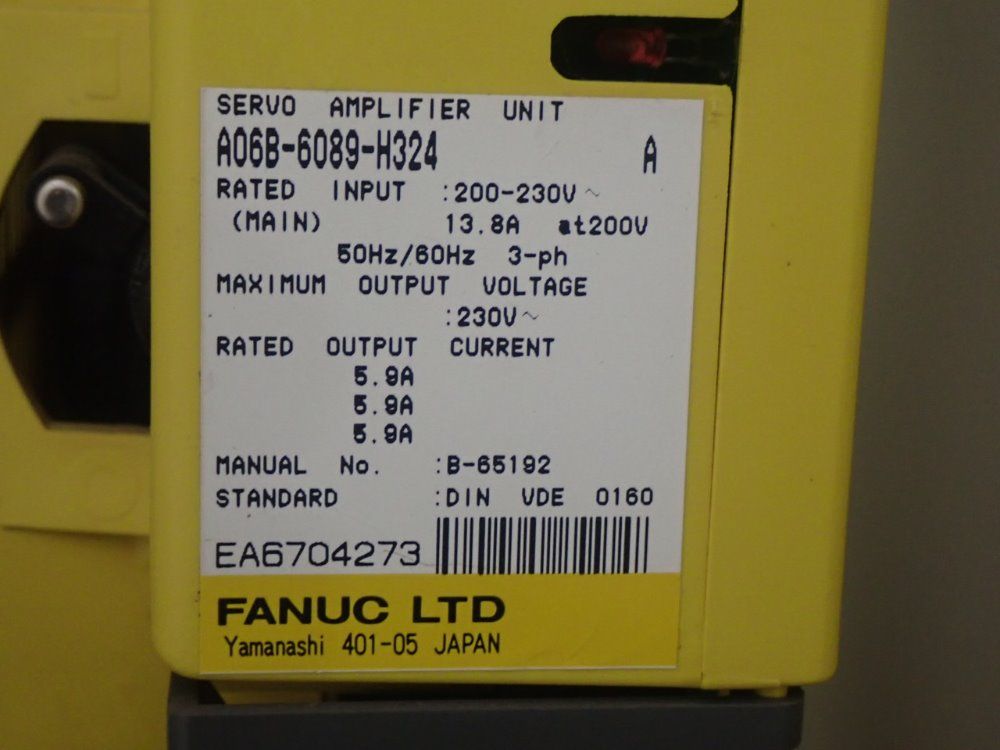 SERVO AMPLIFIER UNIT
A06B-6089-H324 A
RATED INPUT :200-230V~
(MAIN) 13.8A at200V
50Hz/60Hz 3-ph
MAXIMUM OUTPUT VOLTAGE
:230V~
RATED OUTPUT CURRENT
5.9A
5.9A
5.9A
MANUAL No. :B-65192
STANDARD :DIN VDE 0160
EA6704273
FANUC LTD
Yamanashi 401-05 JAPAN